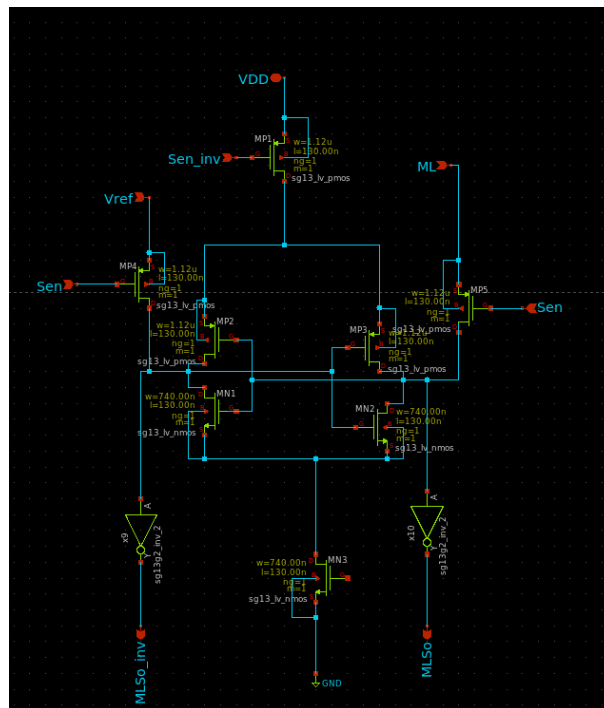 VDD
MP1
w=1.12u
l=130.00n
ng=1
m=1
sg13_lv_pmos
Sen_inv
ML
Vref
MP4
w=1.12u
l=130.00n
ng=1
m=1
sg13_lv_pmos
Sen
MP5
w=1.12u
l=130.00n
ng=1
m=1
sg13_lv_pmos
Sen
MP2
w=1.12u
l=130.00n
ng=1
m=1
sg13_lv_pmos
MP3
w=1.12u
l=130.00n
ng=1
m=1
sg13_lv_pmos
MN1
w=740.00n
l=130.00n
ng=1
m=1
sg13_lv_nmos
MN2
w=740.00n
l=130.00n
ng=1
m=1
sg13_lv_nmos
A
x9
Y
sg13g2_inv_2
A
x10
Y
sg13g2_inv_2
MN3
w=740.00n
l=130.00n
ng=1
m=1
sg13_lv_nmos
MLSo_inv
MLSo
GND